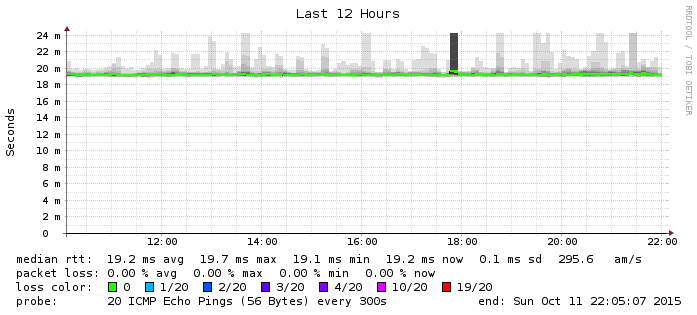 Last 12 Hours
RRDTOOL / TOBI OETIKER
Seconds
24 m
22 m
20 m
18 m
16 m
14 m
12 m
10 m
8 m
6 m
4 m
2 m
0
12:00 14:00 16:00 18:00 20:00 22:00
median rtt: 19.2 ms avg 19.7 ms max 19.1 ms min 19.2 ms now 0.1 ms sd 295.6 am/s
packet loss: 0.00 % avg 0.00 % max 0.00 % min 0.00 % now
loss color: 0 1/20 2/20 3/20 4/20 10/20 19/20
probe: 20 ICMP Echo Pings (56 Bytes) every 300s end: Sun Oct 11 22:05:07 2015